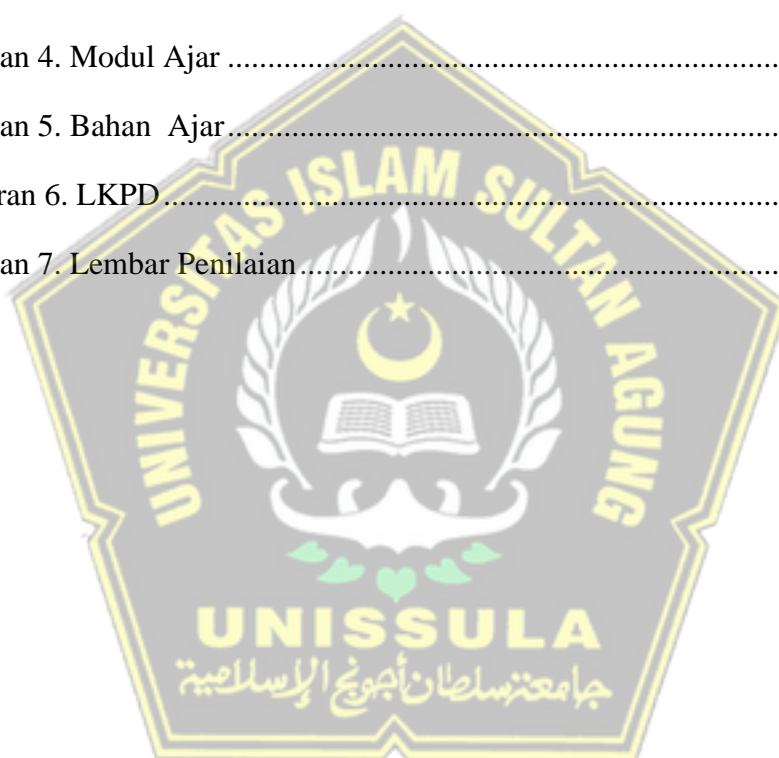 an 4. Modul Ajar ....................................................................
an 5. Bahan Ajar....................................................................
ran 6. LKPD............................................................................
an 7. Lembar Penilaian...........................................................
UNIVERSITAS ISLAM SULTAN AGUNG
UNISSULA
جامعة سلطان أجونج الإسلامية